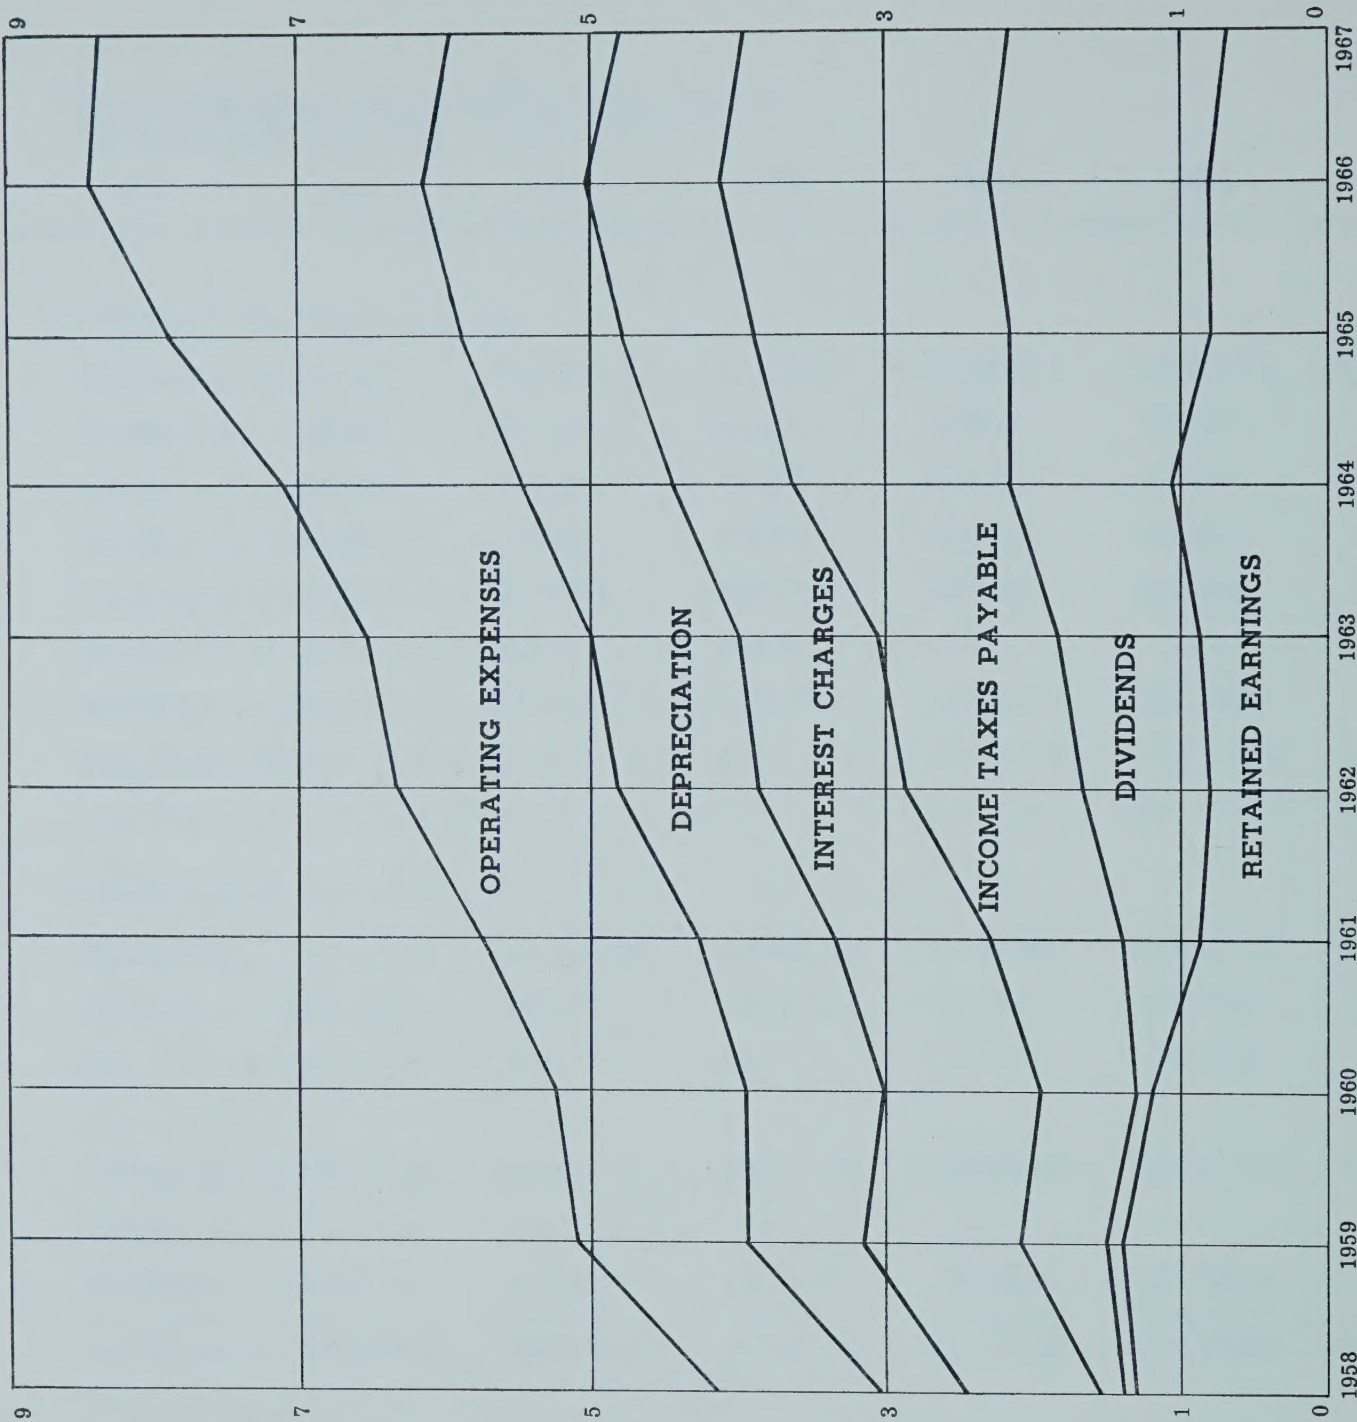 9
7
5
3
1
0
OPERATING EXPENSES
DEPRECIATION
INTEREST CHARGES
INCOME TAXES PAYABLE
DIVIDENDS
RETAINED EARNINGS
9
7
5
3
1
0
1958 1959 1960 1961 1962 1963 1964 1965 1966 1967